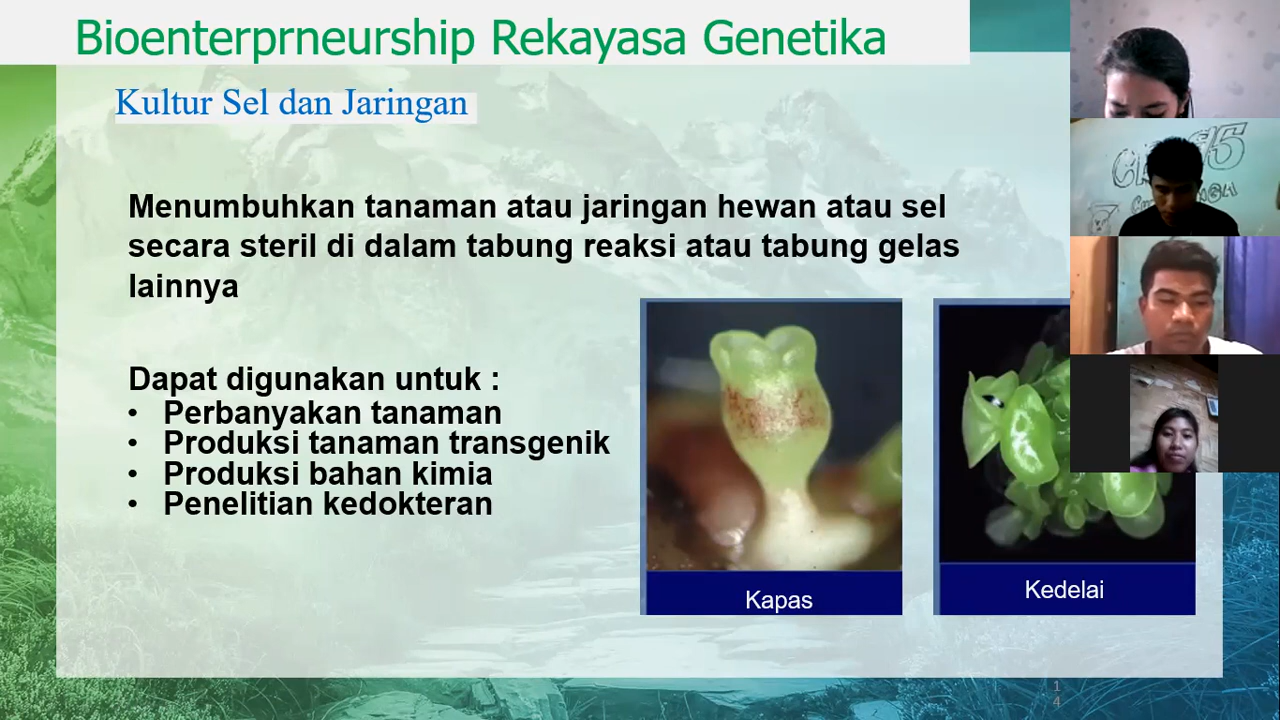 Bioenterprneurship Rekayasa Genetika
Kultur Sel dan Jaringan
Menumbuhkan tanaman atau jaringan hewan atau sel
secara steril di dalam tabung reaksi atau tabung gelas
lainnya
Dapat digunakan untuk :
• Perbanyakan tanaman
• Produksi tanaman transgenik
• Produksi bahan kimia
• Penelitian kedokteran
Kapas
Kedelai
1
4